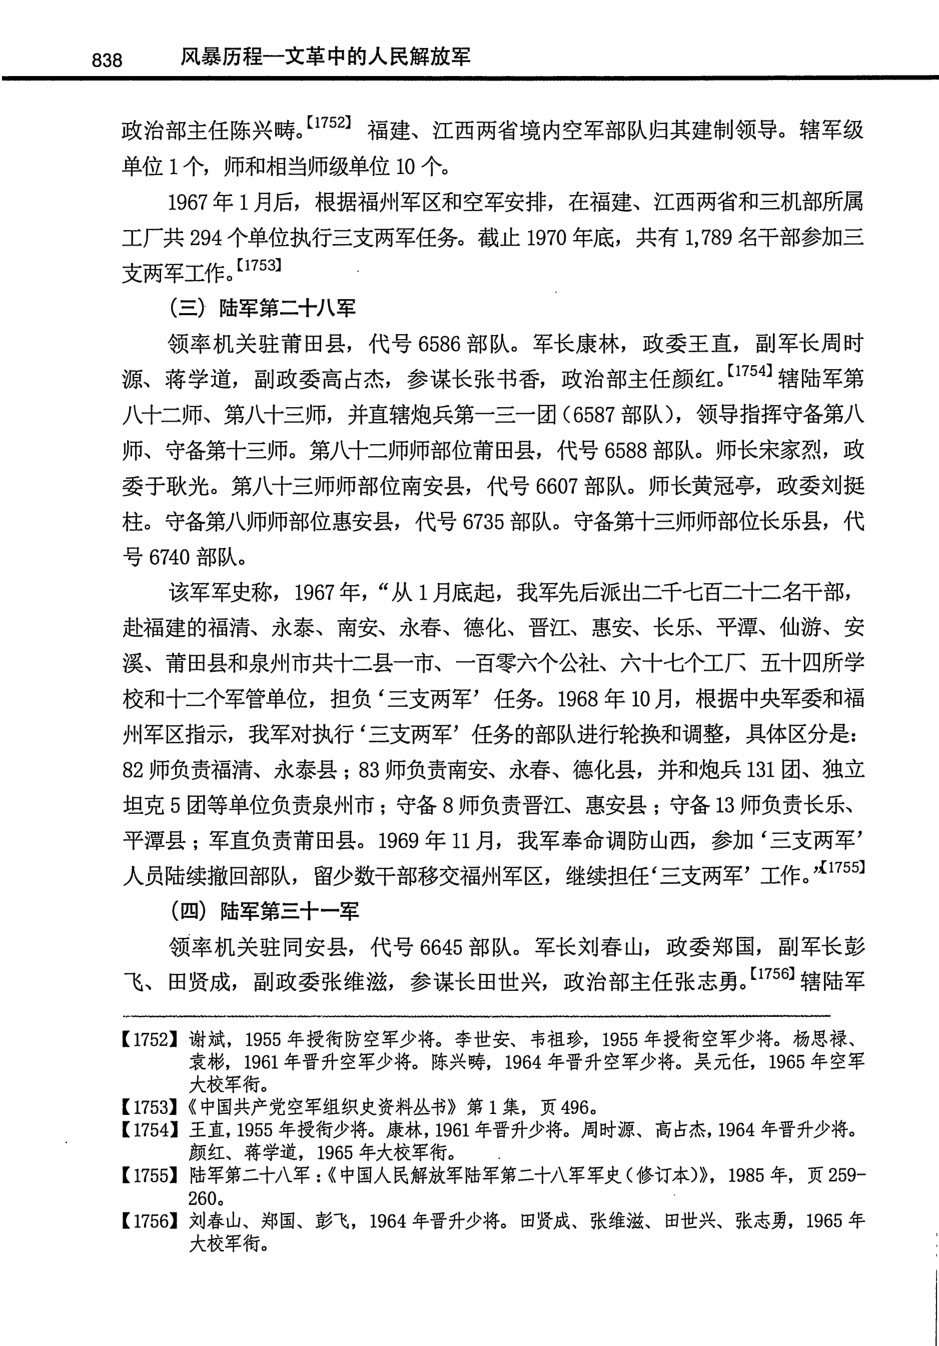 838 风暴历程—文革中的人民解放军
政治部主任陈兴畴。【1752】 福建、江西两省境内空军部队归其建制领导。辖军级
单位 1 个，师和相当师级单位 10 个。
1967 年 1 月后，根据福州军区和空军安排，在福建、江西两省和三机部所属
工厂共 294 个单位执行三支两军任务。截止 1970 年底，共有 1,789 名干部参加三
支两军工作。【1753】
（三）陆军第二十八军
领率机关驻莆田县，代号 6586 部队。军长康林，政委王直，副军长周时
源、蒋学道，副政委高占杰，参谋长张书香，政治部主任颜红。【1754】辖陆军第
八十二师、第八十三师，并直辖炮兵第一三一团（6587 部队），领导指挥守备第八
师、守备第十三师。第八十二师师部位莆田县，代号 6588 部队。师长宋家烈，政
委于耿光。第八十三师师部位南安县，代号 6607 部队。师长黄冠亭，政委刘挺
柱。守备第八师师部位惠安县，代号 6735 部队。守备第十三师师部位长乐县，代
号 6740 部队。
该军军史称，1967 年，“从 1 月底起，我军先后派出二千七百二十二名干部，
赴福建的福清、永泰、南安、永春、德化、晋江、惠安、长乐、平潭、仙游、安
溪、莆田县和泉州市共十二县一市、一百零六个公社、六十七个工厂、五十四所学
校和十二个军管单位，担负‘三支两军’任务。1968 年 10 月，根据中央军委和福
州军区指示，我军对执行‘三支两军’任务的部队进行轮换和调整，具体区分是：
82 师负责福清、永泰县；83 师负责南安、永春、德化县，并和炮兵 131 团、独立
坦克 5 团等单位负责泉州市；守备 8 师负责晋江、惠安县；守备 13 师负责长乐、
平潭县；军直负责莆田县。1969 年 11 月，我军奉命调防山西，参加‘三支两军’
人员陆续撤回部队，留少数干部移交福州军区，继续担任‘三支两军’工作。”【1755】
（四）陆军第三十一军
领率机关驻同安县，代号 6645 部队。军长刘春山，政委郑国，副军长彭
飞、田贤成，副政委张维滋，参谋长田世兴，政治部主任张志勇。【1756】辖陆军
【1752】谢斌，1955 年授衔防空军少将。李世安、韦祖珍，1955 年授衔空军少将。杨思禄、
袁彬，1961 年晋升空军少将。陈兴畴，1964 年晋升空军少将。吴元任，1965 年空军
大校军衔。
【1753】《中国共产党空军组织史资料丛书》第 1 集，页 496。
【1754】王直，1955 年授衔少将。康林，1961 年晋升少将。周时源、高占杰，1964 年晋升少将。
颜红、蒋学道，1965 年大校军衔。
【1755】陆军第二十八军：《中国人民解放军陆军第二十八军军史（修订本）》，1985 年，页 259-
260。
【1756】刘春山、郑国、彭飞，1964 年晋升少将。田贤成、张维滋、田世兴、张志勇，1965 年
大校军衔。